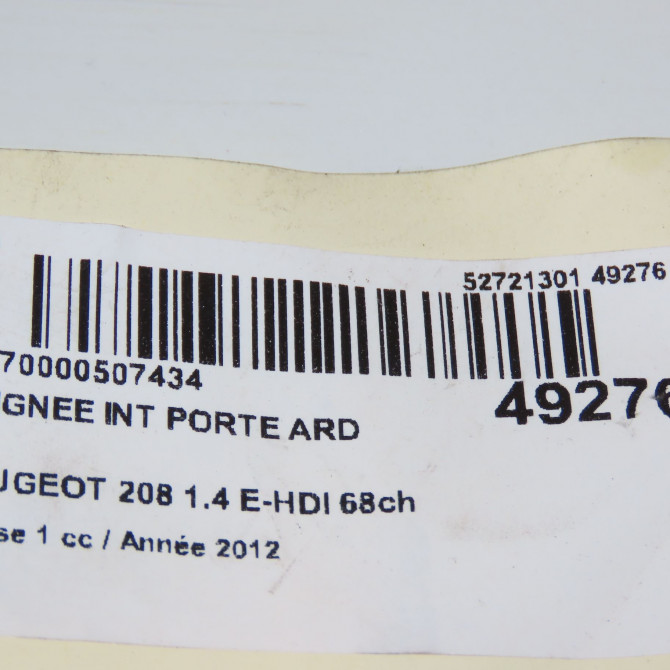 52721301 49276
70000507434
49276
GNEE INT PORTE ARD
UGEOT 208 1.4 E-HDI 68ch
se 1 cc / Année 2012